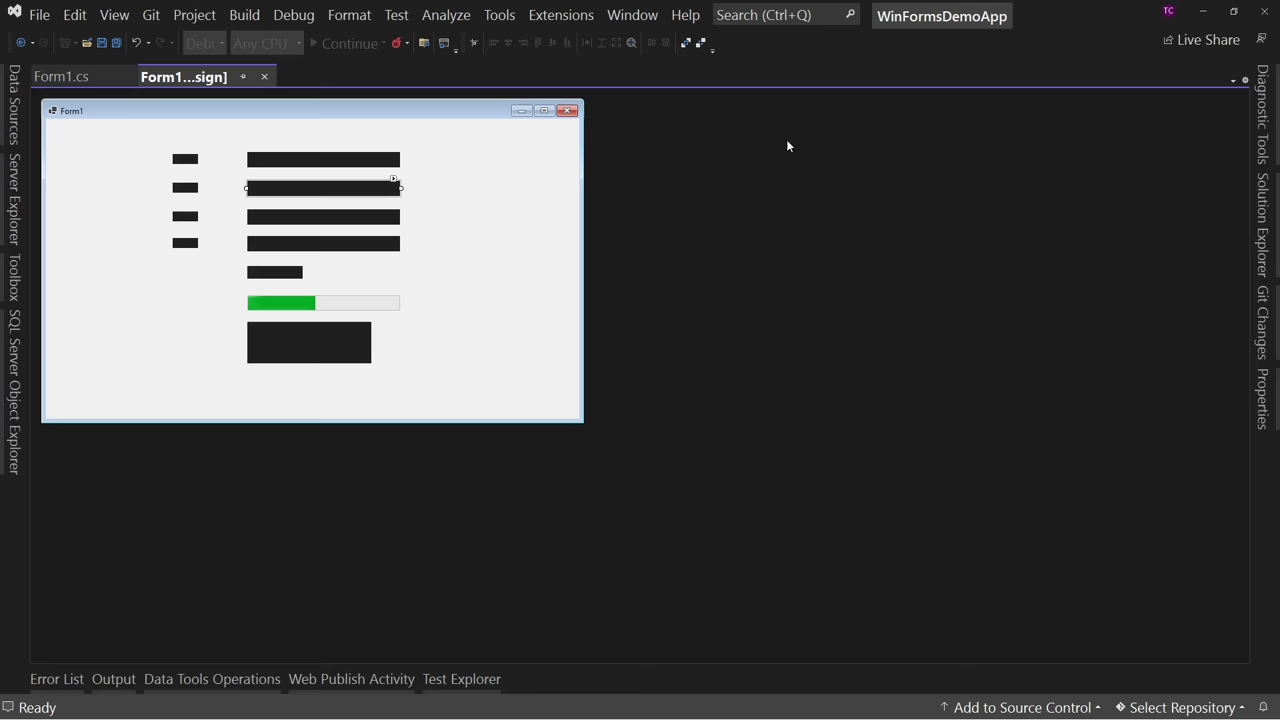 File Edit View Git Project Build Debug Format Test Analyze Tools Extensions Window Help Search (Ctrl+Q) WinFormsDemoApp TC
Debu Any CPU Continue Live Share
Form1.cs Form1...sign]
Form1
Data Sources
Server Explorer
Toolbox
SQL Server Object Explorer
Diagnostic Tools
Solution Explorer
Git Changes
Properties
Error List Output Data Tools Operations Web Publish Activity Test Explorer
Ready Add to Source Control Select Repository